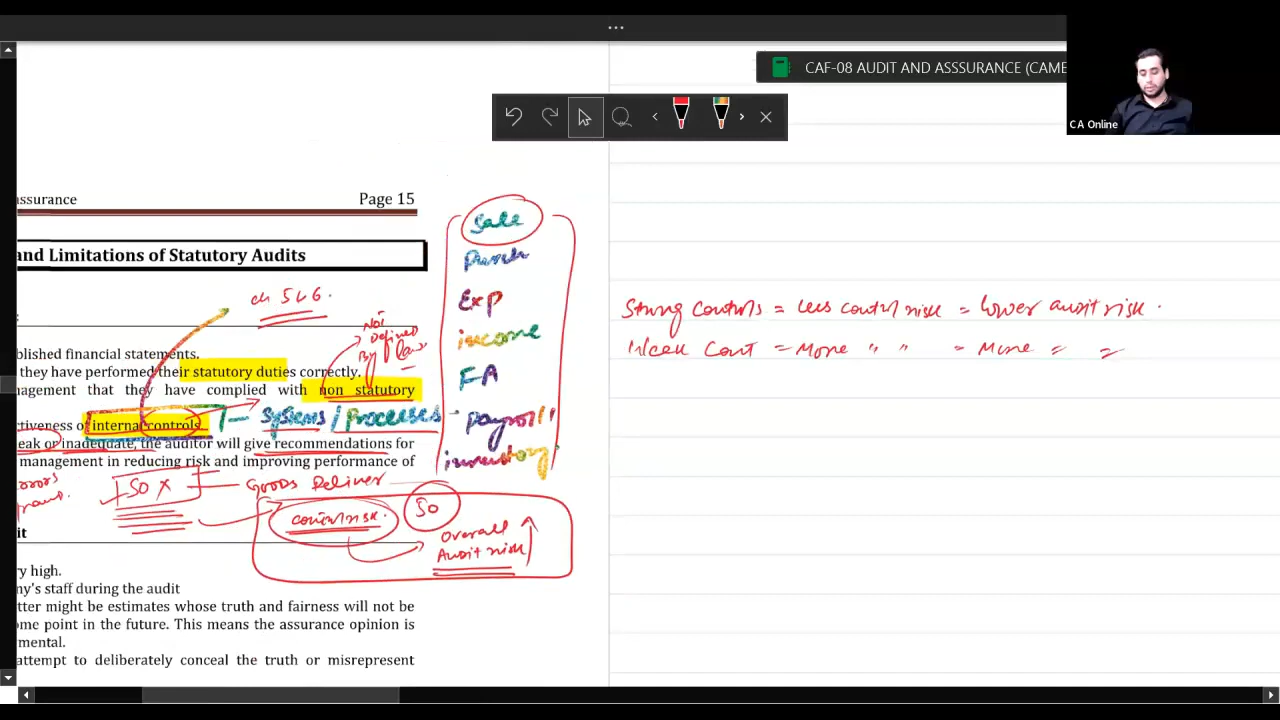 CAF-08 AUDIT AND ASSSURANCE (CAME
C A Online
ssurance
Page 15
and Limitations of Statutory Audits
ch 5 & 6.
Not
Defined
By law
blished financial statements.
they have performed their statutory duties correctly.
nagement that they have complied with non statutory
ctiveness of internal controls
Systems / Processes
eak or inadequate, the auditor will give recommendations for
management in reducing risk and improving performance of
Sale
Purch
Exp
income
FA
payroll
inventory
rrors
SO X
Goods Deliver
control risk.
50
Overall
Audit risk
it
ry high.
ny's staff during the audit
tter might be estimates whose truth and fairness will not be
ome point in the future. This means the assurance opinion is
mental.
attempt to deliberately conceal the truth or misrepresent
Strong Controls = Less control risk = lower audit risk.
Weak Cont = More " " = More " "